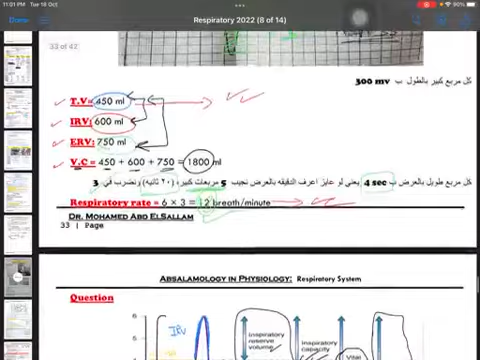 11:01 PM Tue 18 Oct
90%
Done
Respiratory 2022 (8 of 14)
33 of 42
كل مربع كبير بالطول ب 300 mv
T.V= 450 ml
IRV: 600 ml
ERV: 750 ml
V.C = 450 + 600 + 750 = 1800 ml
كل مربع طويل بالعرض ب 4 sec يعني لو عايز اعرف الدقيقه بالعرض نجيب 5 مربعات كبيره (٢٠ ثانيه) ونضرب في 3
Respiratory rate = 6 × 3 = 12 breath/minute
DR. MOHAMED ABD ELSALLAM
33 | Page
ABSALAMOLOGY IN PHYSIOLOGY: Respiratory System
Question
6
5
4
IRV
Inspiratory reserve volume
Inspiratory capacity
Vital